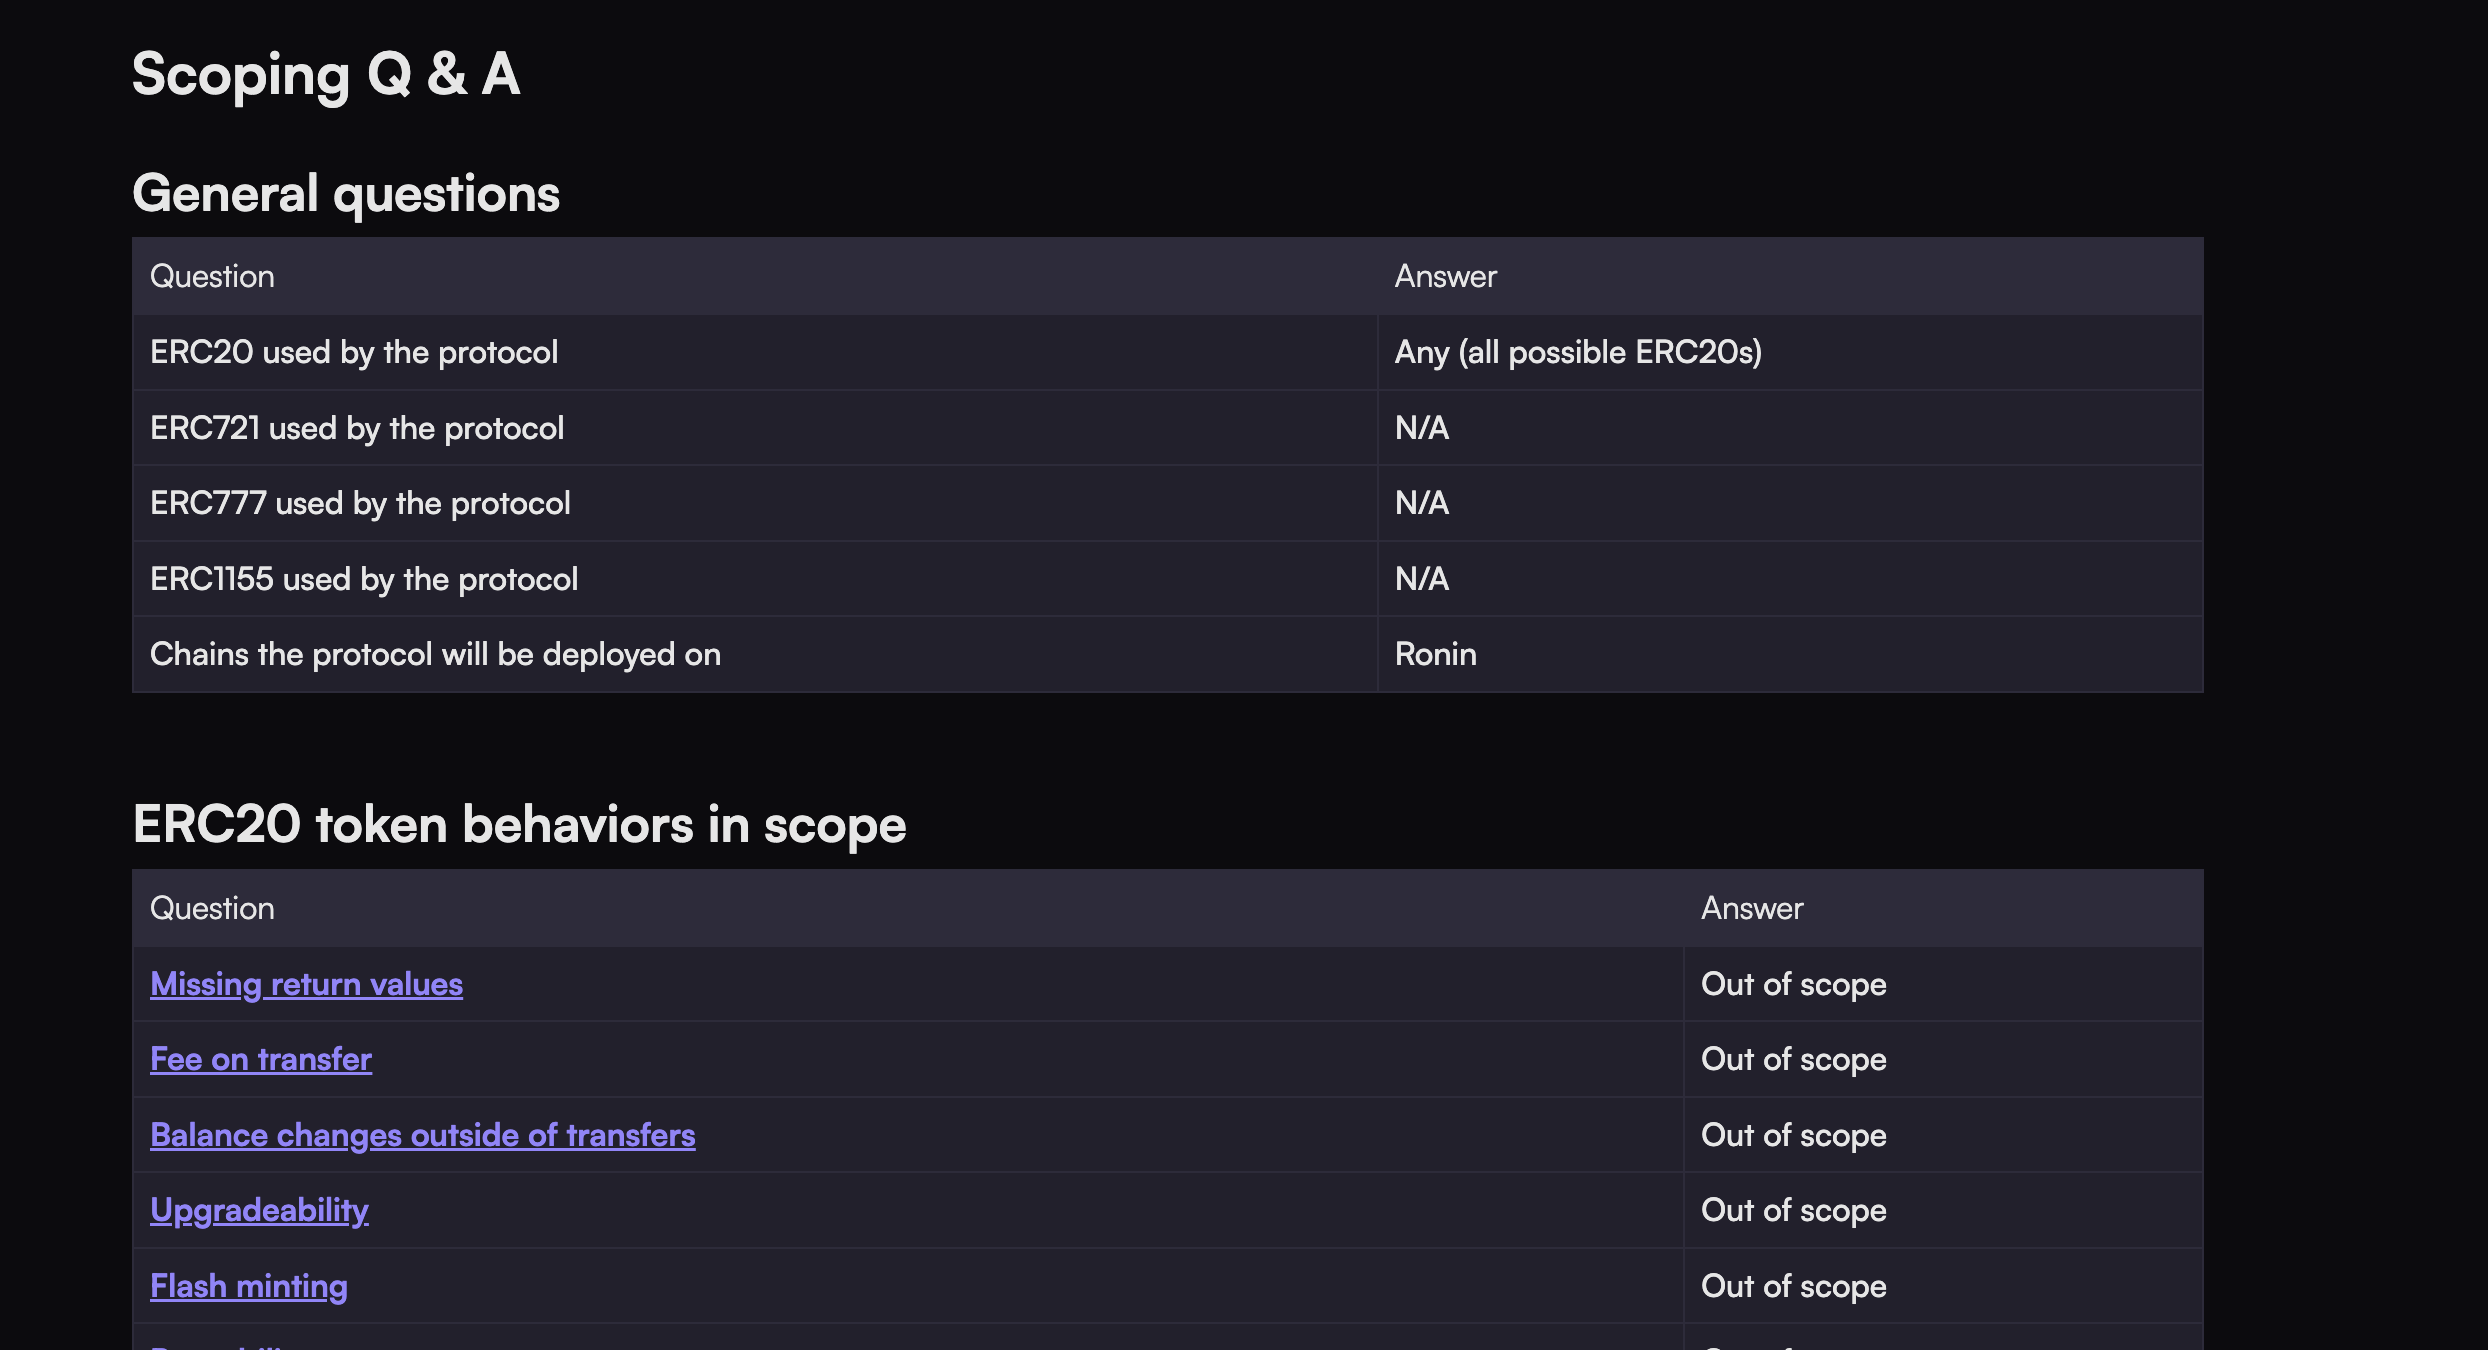 Scoping Q & A
General questions
Question Answer
ERC20 used by the protocol Any (all possible ERC20s)
ERC721 used by the protocol N/A
ERC777 used by the protocol N/A
ERC1155 used by the protocol N/A
Chains the protocol will be deployed on Ronin
ERC20 token behaviors in scope
Question Answer
Missing return values Out of scope
Fee on transfer Out of scope
Balance changes outside of transfers Out of scope
Upgradeability Out of scope
Flash minting Out of scope